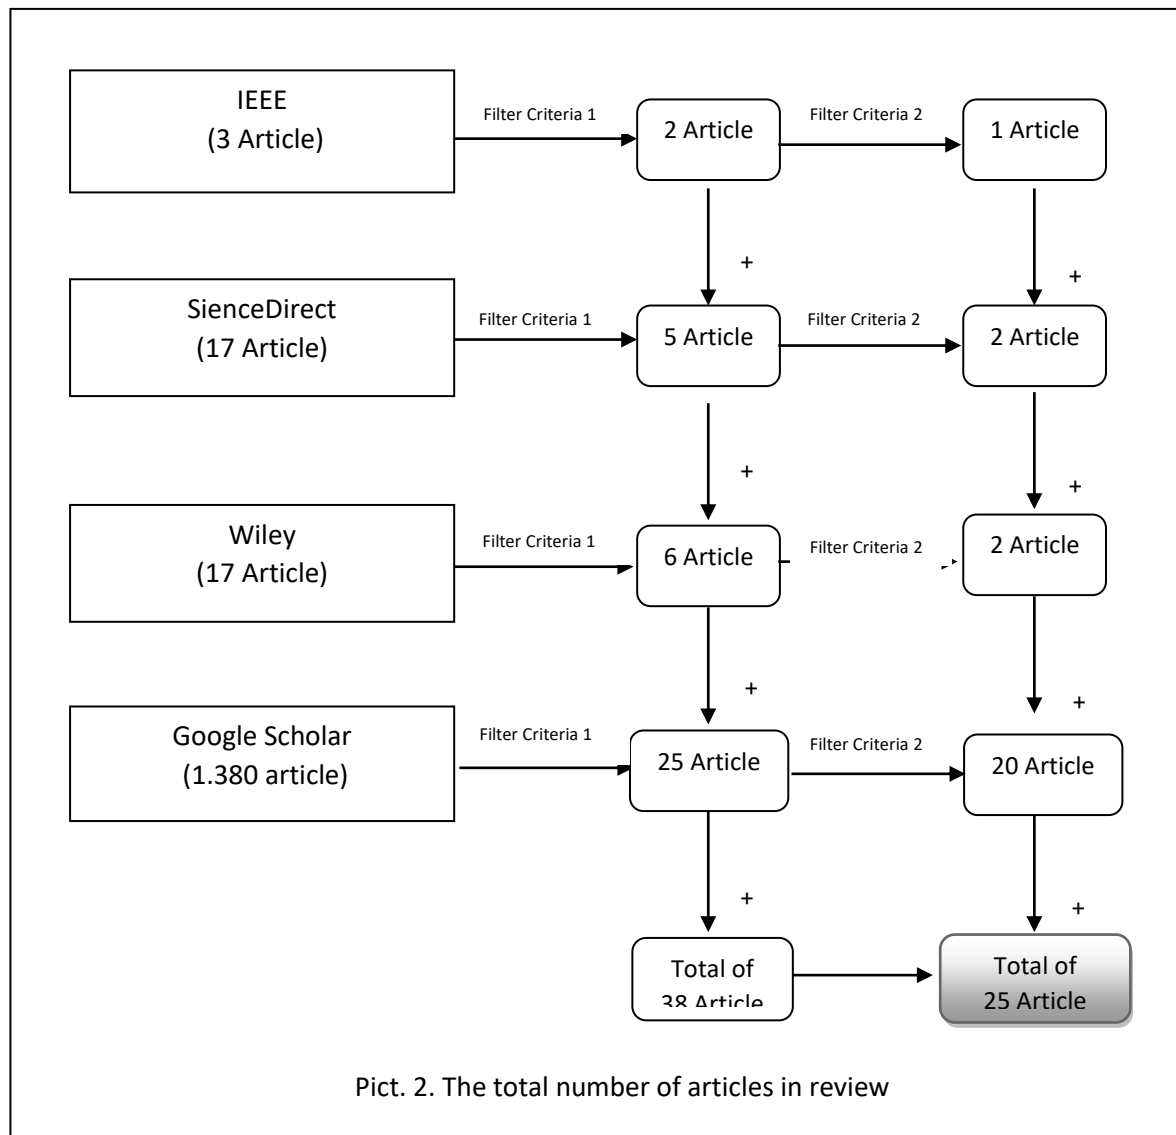 IEEE
(3 Article)
Filter Criteria 1
2 Article
Filter Criteria 2
1 Article
+
+
SienceDirect
(17 Article)
Filter Criteria 1
5 Article
Filter Criteria 2
2 Article
+
+
Wiley
(17 Article)
Filter Criteria 1
6 Article
Filter Criteria 2
2 Article
+
+
Google Scholar
(1.380 article)
Filter Criteria 1
25 Article
Filter Criteria 2
20 Article
+
+
Total of
38 Article
Total of
25 Article
Pict. 2. The total number of articles in review